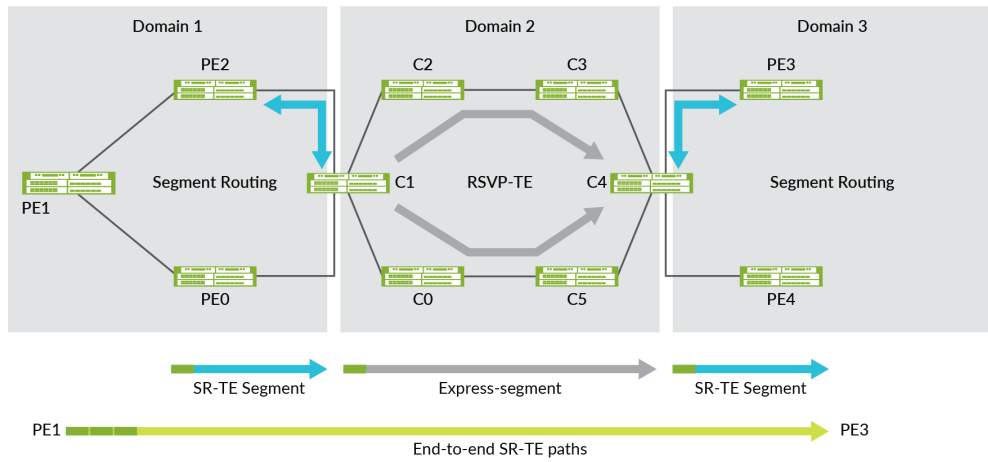 Domain 1
Domain 2
Domain 3
PE2
C2
C3
PE3
Segment Routing
C1
RSVP-TE
C4
Segment Routing
PE1
PE0
C0
C5
PE4
SR-TE Segment
Express-segment
SR-TE Segment
PE1
PE3
End-to-end SR-TE paths